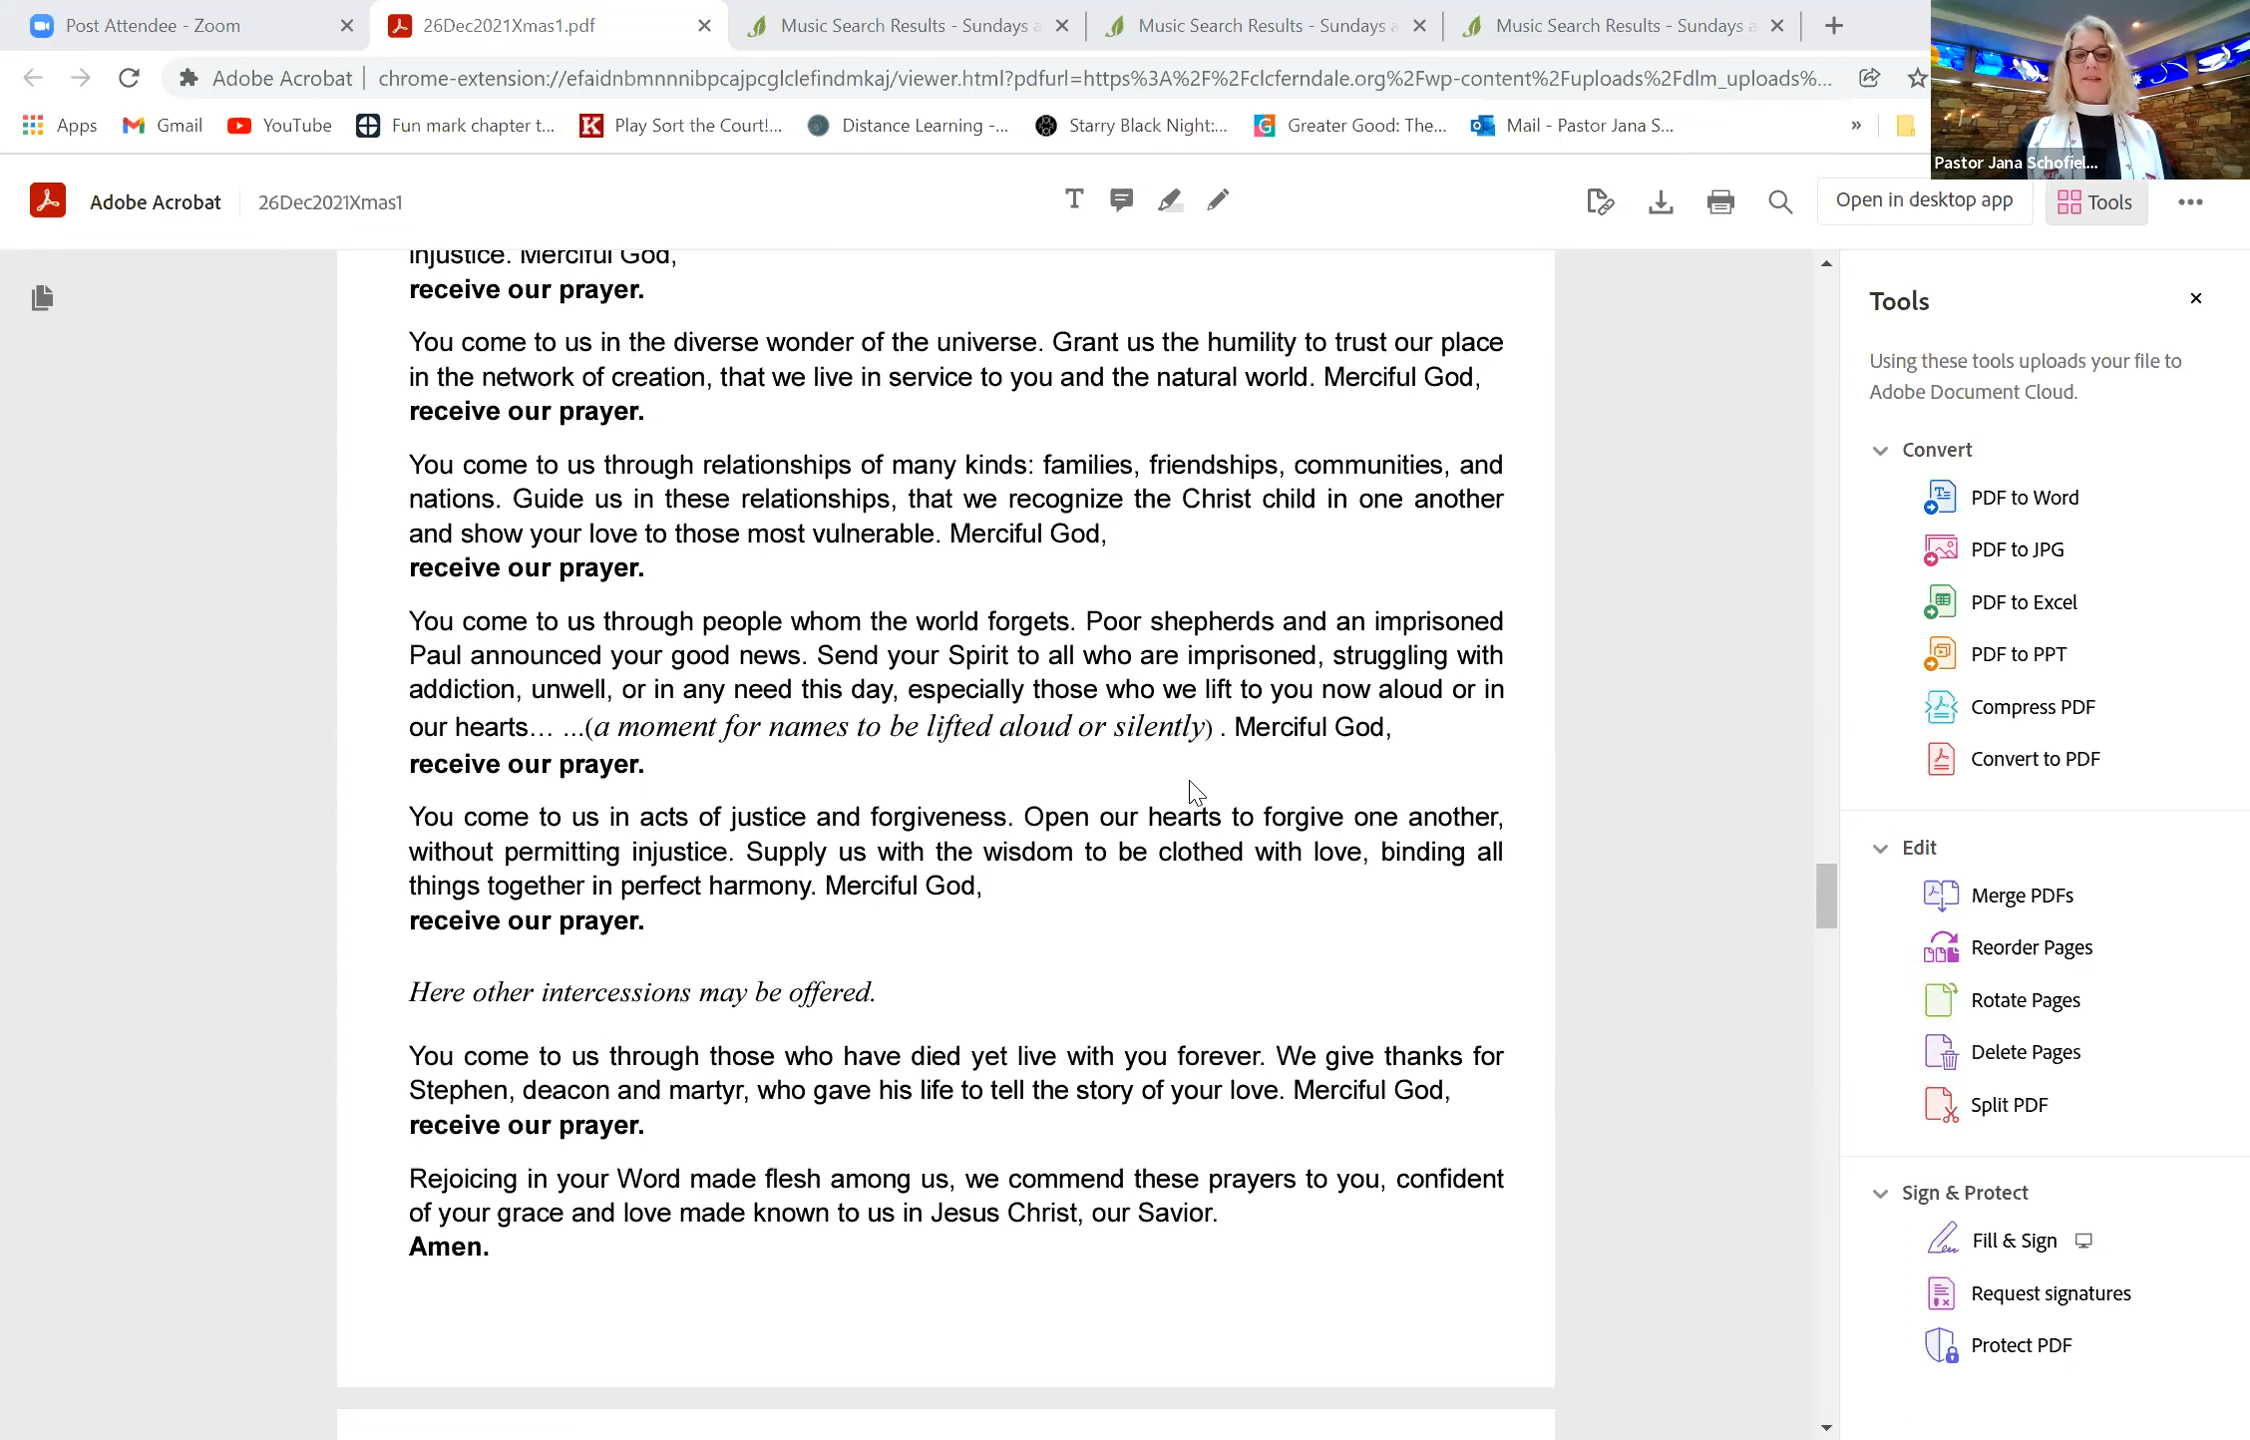 Post Attendee - Zoom
26Dec2021Xmas1.pdf
Music Search Results - Sundays a
Music Search Results - Sundays a
Music Search Results - Sundays a
Adobe Acrobat
chrome-extension://efaidnbmnnnibpcajpcglclefindmkaj/viewer.html?pdfurl=https%3A%2F%2Fclcferndale.org%2Fwp-content%2Fuploads%2Fdlm_uploads%...
Apps
Gmail
YouTube
Fun mark chapter t...
Play Sort the Court!...
Distance Learning -...
Starry Black Night:...
Greater Good: The...
Mail - Pastor Jana S...
»
Pastor Jana Schofiel...
Adobe Acrobat
26Dec2021Xmas1
Open in desktop app
Tools
injustice. Merciful God,
receive our prayer.
You come to us in the diverse wonder of the universe. Grant us the humility to trust our place
in the network of creation, that we live in service to you and the natural world. Merciful God,
receive our prayer.
You come to us through relationships of many kinds: families, friendships, communities, and
nations. Guide us in these relationships, that we recognize the Christ child in one another
and show your love to those most vulnerable. Merciful God,
receive our prayer.
You come to us through people whom the world forgets. Poor shepherds and an imprisoned
Paul announced your good news. Send your Spirit to all who are imprisoned, struggling with
addiction, unwell, or in any need this day, especially those who we lift to you now aloud or in
our hearts… ...(a moment for names to be lifted aloud or silently) . Merciful God,
receive our prayer.
You come to us in acts of justice and forgiveness. Open our hearts to forgive one another,
without permitting injustice. Supply us with the wisdom to be clothed with love, binding all
things together in perfect harmony. Merciful God,
receive our prayer.
Here other intercessions may be offered.
You come to us through those who have died yet live with you forever. We give thanks for
Stephen, deacon and martyr, who gave his life to tell the story of your love. Merciful God,
receive our prayer.
Rejoicing in your Word made flesh among us, we commend these prayers to you, confident
of your grace and love made known to us in Jesus Christ, our Savior.
Amen.
Tools
Using these tools uploads your file to
Adobe Document Cloud.
Convert
PDF to Word
PDF to JPG
PDF to Excel
PDF to PPT
Compress PDF
Convert to PDF
Edit
Merge PDFs
Reorder Pages
Rotate Pages
Delete Pages
Split PDF
Sign & Protect
Fill & Sign
Request signatures
Protect PDF